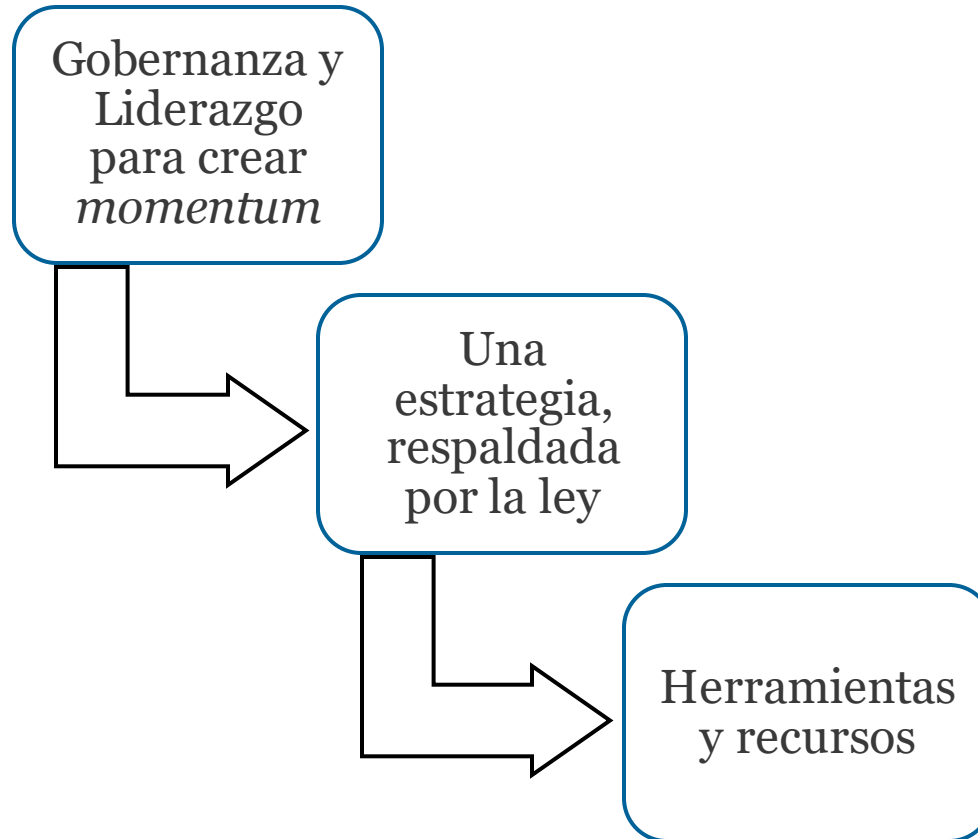 Gobernanza y
Liderazgo
para crear
momentum
Una
estrategia,
respaldada
por la ley
Herramientas
y recursos